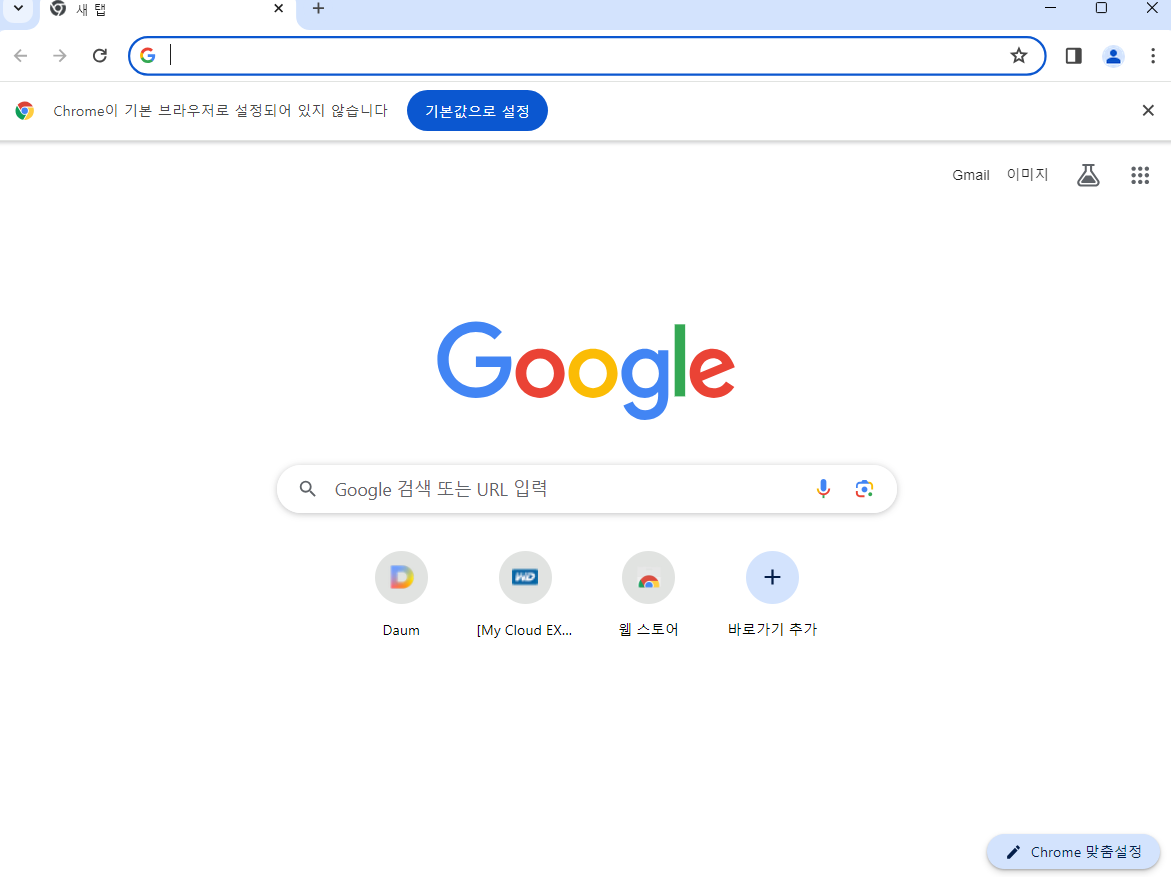 새 탭
Chrome이 기본 브라우저로 설정되어 있지 않습니다 기본값으로 설정
Gmail 이미지
Google
Google 검색 또는 URL 입력
D WD
Daum [My Cloud EX... 웹 스토어 바로가기 추가
Chrome 맞춤설정